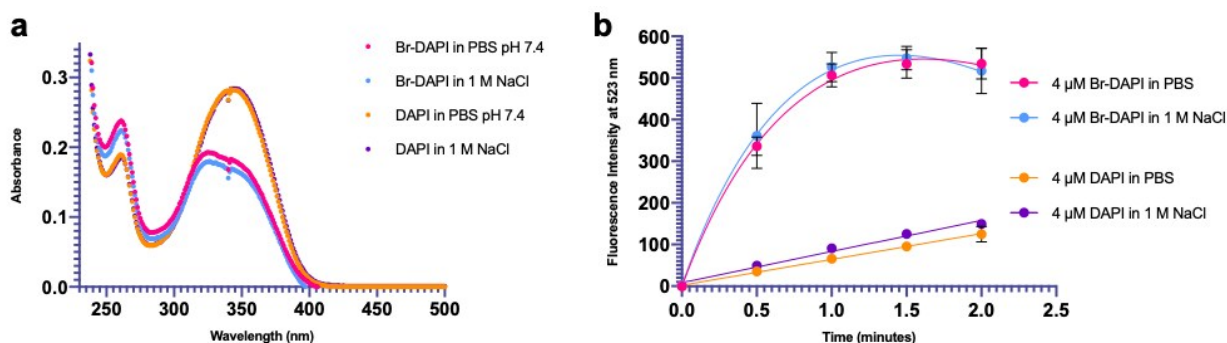 a
Absorbance
0.3
0.2
0.1
0.0
250
300
350
400
450
500
Wavelength (nm)
Br-DAPI in PBS pH 7.4
Br-DAPI in 1 M NaCl
DAPI in PBS pH 7.4
DAPI in 1 M NaCl
b
Fluorescence Intensity at 523 nm
600
500
400
300
200
100
0
0.0
0.5
1.0
1.5
2.0
2.5
Time (minutes)
4 µM Br-DAPI in PBS
4 µM Br-DAPI in 1 M NaCl
4 µM DAPI in PBS
4 µM DAPI in 1 M NaCl